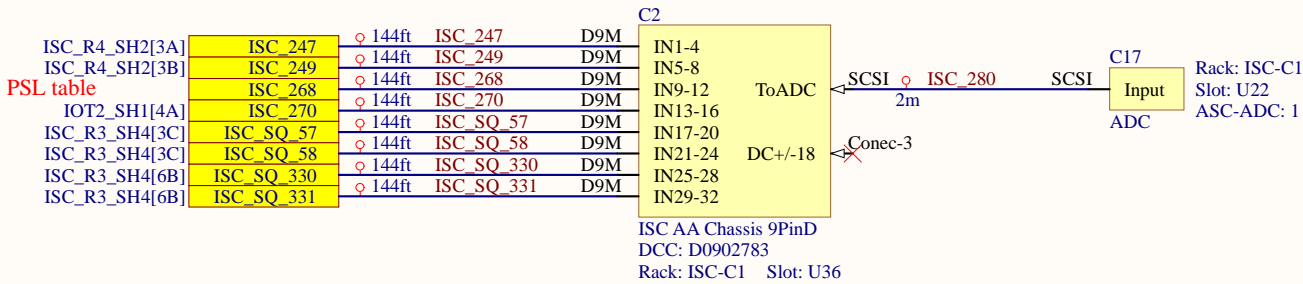 C2
ISC_R4_SH2[3A] ISC_247 144ft ISC_247 D9M IN1-4
ISC_R4_SH2[3B] ISC_249 144ft ISC_249 D9M IN5-8
PSL table ISC_268 144ft ISC_268 D9M IN9-12
IOT2_SH1[4A] ISC_270 144ft ISC_270 D9M IN13-16
ISC_R3_SH4[3C] ISC_SQ_57 144ft ISC_SQ_57 D9M IN17-20
ISC_R3_SH4[3C] ISC_SQ_58 144ft ISC_SQ_58 D9M IN21-24
ISC_R3_SH4[6B] ISC_SQ_330 144ft ISC_SQ_330 D9M IN25-28
ISC_R3_SH4[6B] ISC_SQ_331 144ft ISC_SQ_331 D9M IN29-32
ToADC SCSI ISC_280 SCSI
2m
DC+/-18 Conec-3
ISC AA Chassis 9PinD
DCC: D0902783
Rack: ISC-C1 Slot: U36
C17
Input
ADC
Rack: ISC-C1
Slot: U22
ASC-ADC: 1